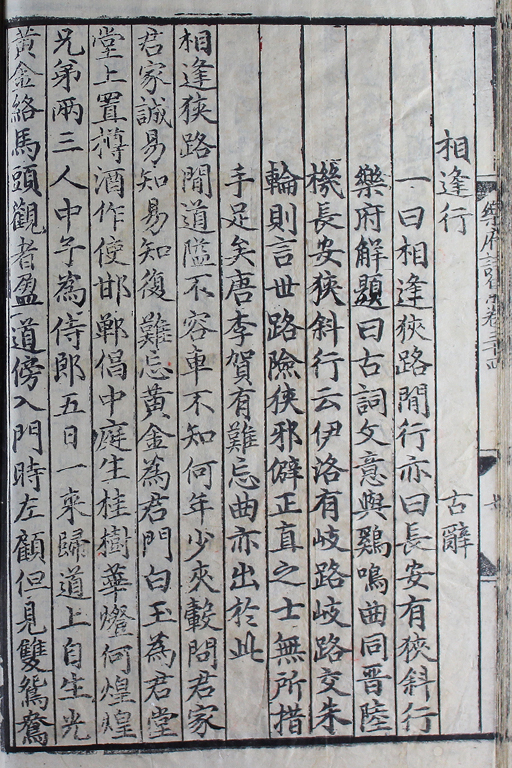 樂府詩集卷三十四
相逢行 古辭
一曰相逢狹路間行亦曰長安有狹斜行
樂府解題曰古詞文意與鷄鳴曲同晉陸
機長安狹斜行云伊洛有岐路岐路交朱
輪則言世路險狹邪僻正直之士無所措
手足矣唐李賀有難忘曲亦出於此
相逢狹路間道隘不容車不知何年少夾轂問君家
君家誠易知易知復難忘黃金為君門白玉為君堂
堂上置樽酒作使邯鄲倡中庭生桂樹華燈何煌煌
兄弟兩三人中子為侍郎五日一來歸道上自生光
黃金絡馬頭觀者盈道傍入門時左顧但見雙鴛鴦